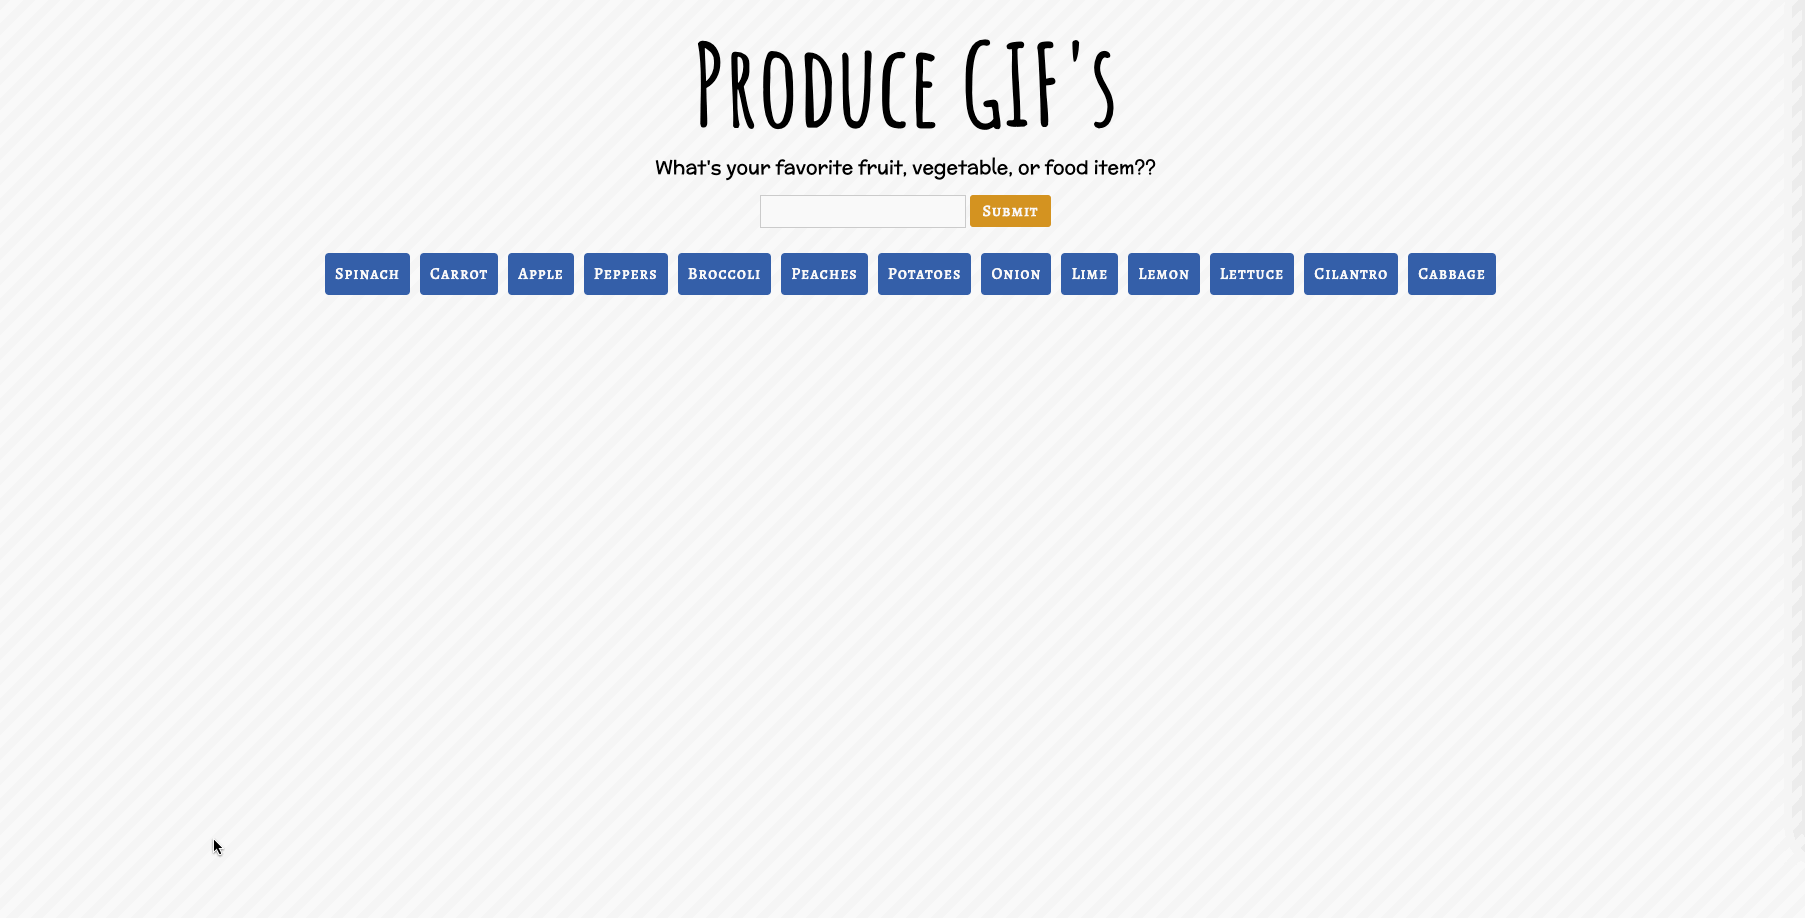 Produce GIF's
What's your favorite fruit, vegetable, or food item??
Submit
Spinach Carrot Apple Peppers Broccoli Peaches Potatoes Onion Lime Lemon Lettuce Cilantro Cabbage